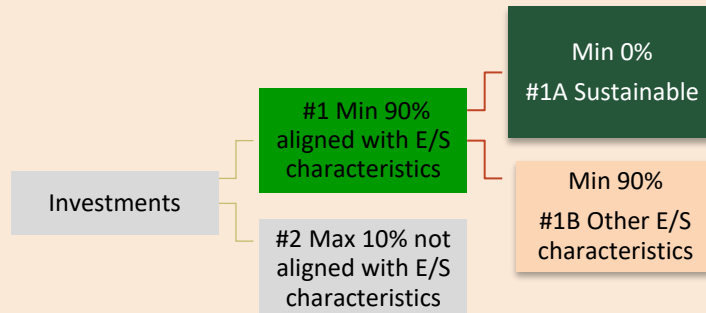 Investments
#1 Min 90%
aligned with E/S
characteristics
#2 Max 10% not
aligned with E/S
characteristics
Min 0%
#1A Sustainable
Min 90%
#1B Other E/S
characteristics